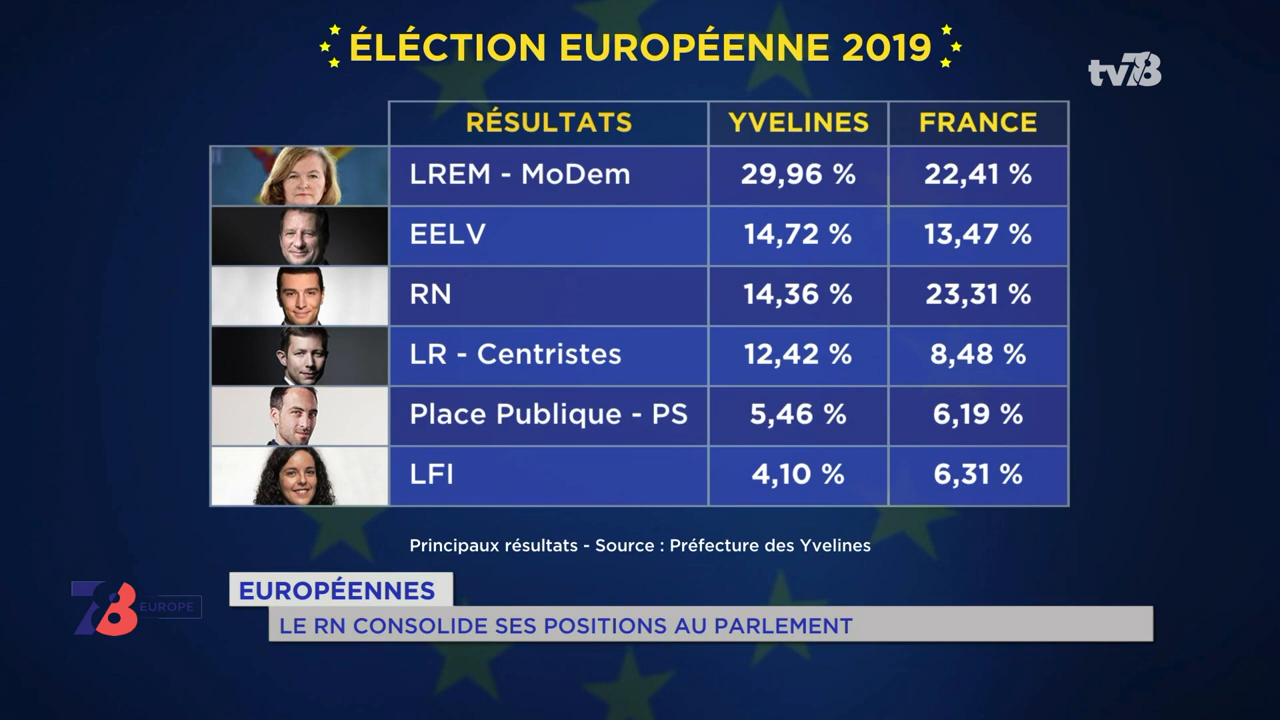 ÉLÉCTION EUROPÉENNE 2019
tv78
RÉSULTATS YVELINES FRANCE
LREM - MoDem 29,96 % 22,41 %
EELV 14,72 % 13,47 %
RN 14,36 % 23,31 %
LR - Centristes 12,42 % 8,48 %
Place Publique - PS 5,46 % 6,19 %
LFI 4,10 % 6,31 %
Principaux résultats - Source : Préfecture des Yvelines
EUROPÉENNES
78 EUROPE
LE RN CONSOLIDE SES POSITIONS AU PARLEMENT